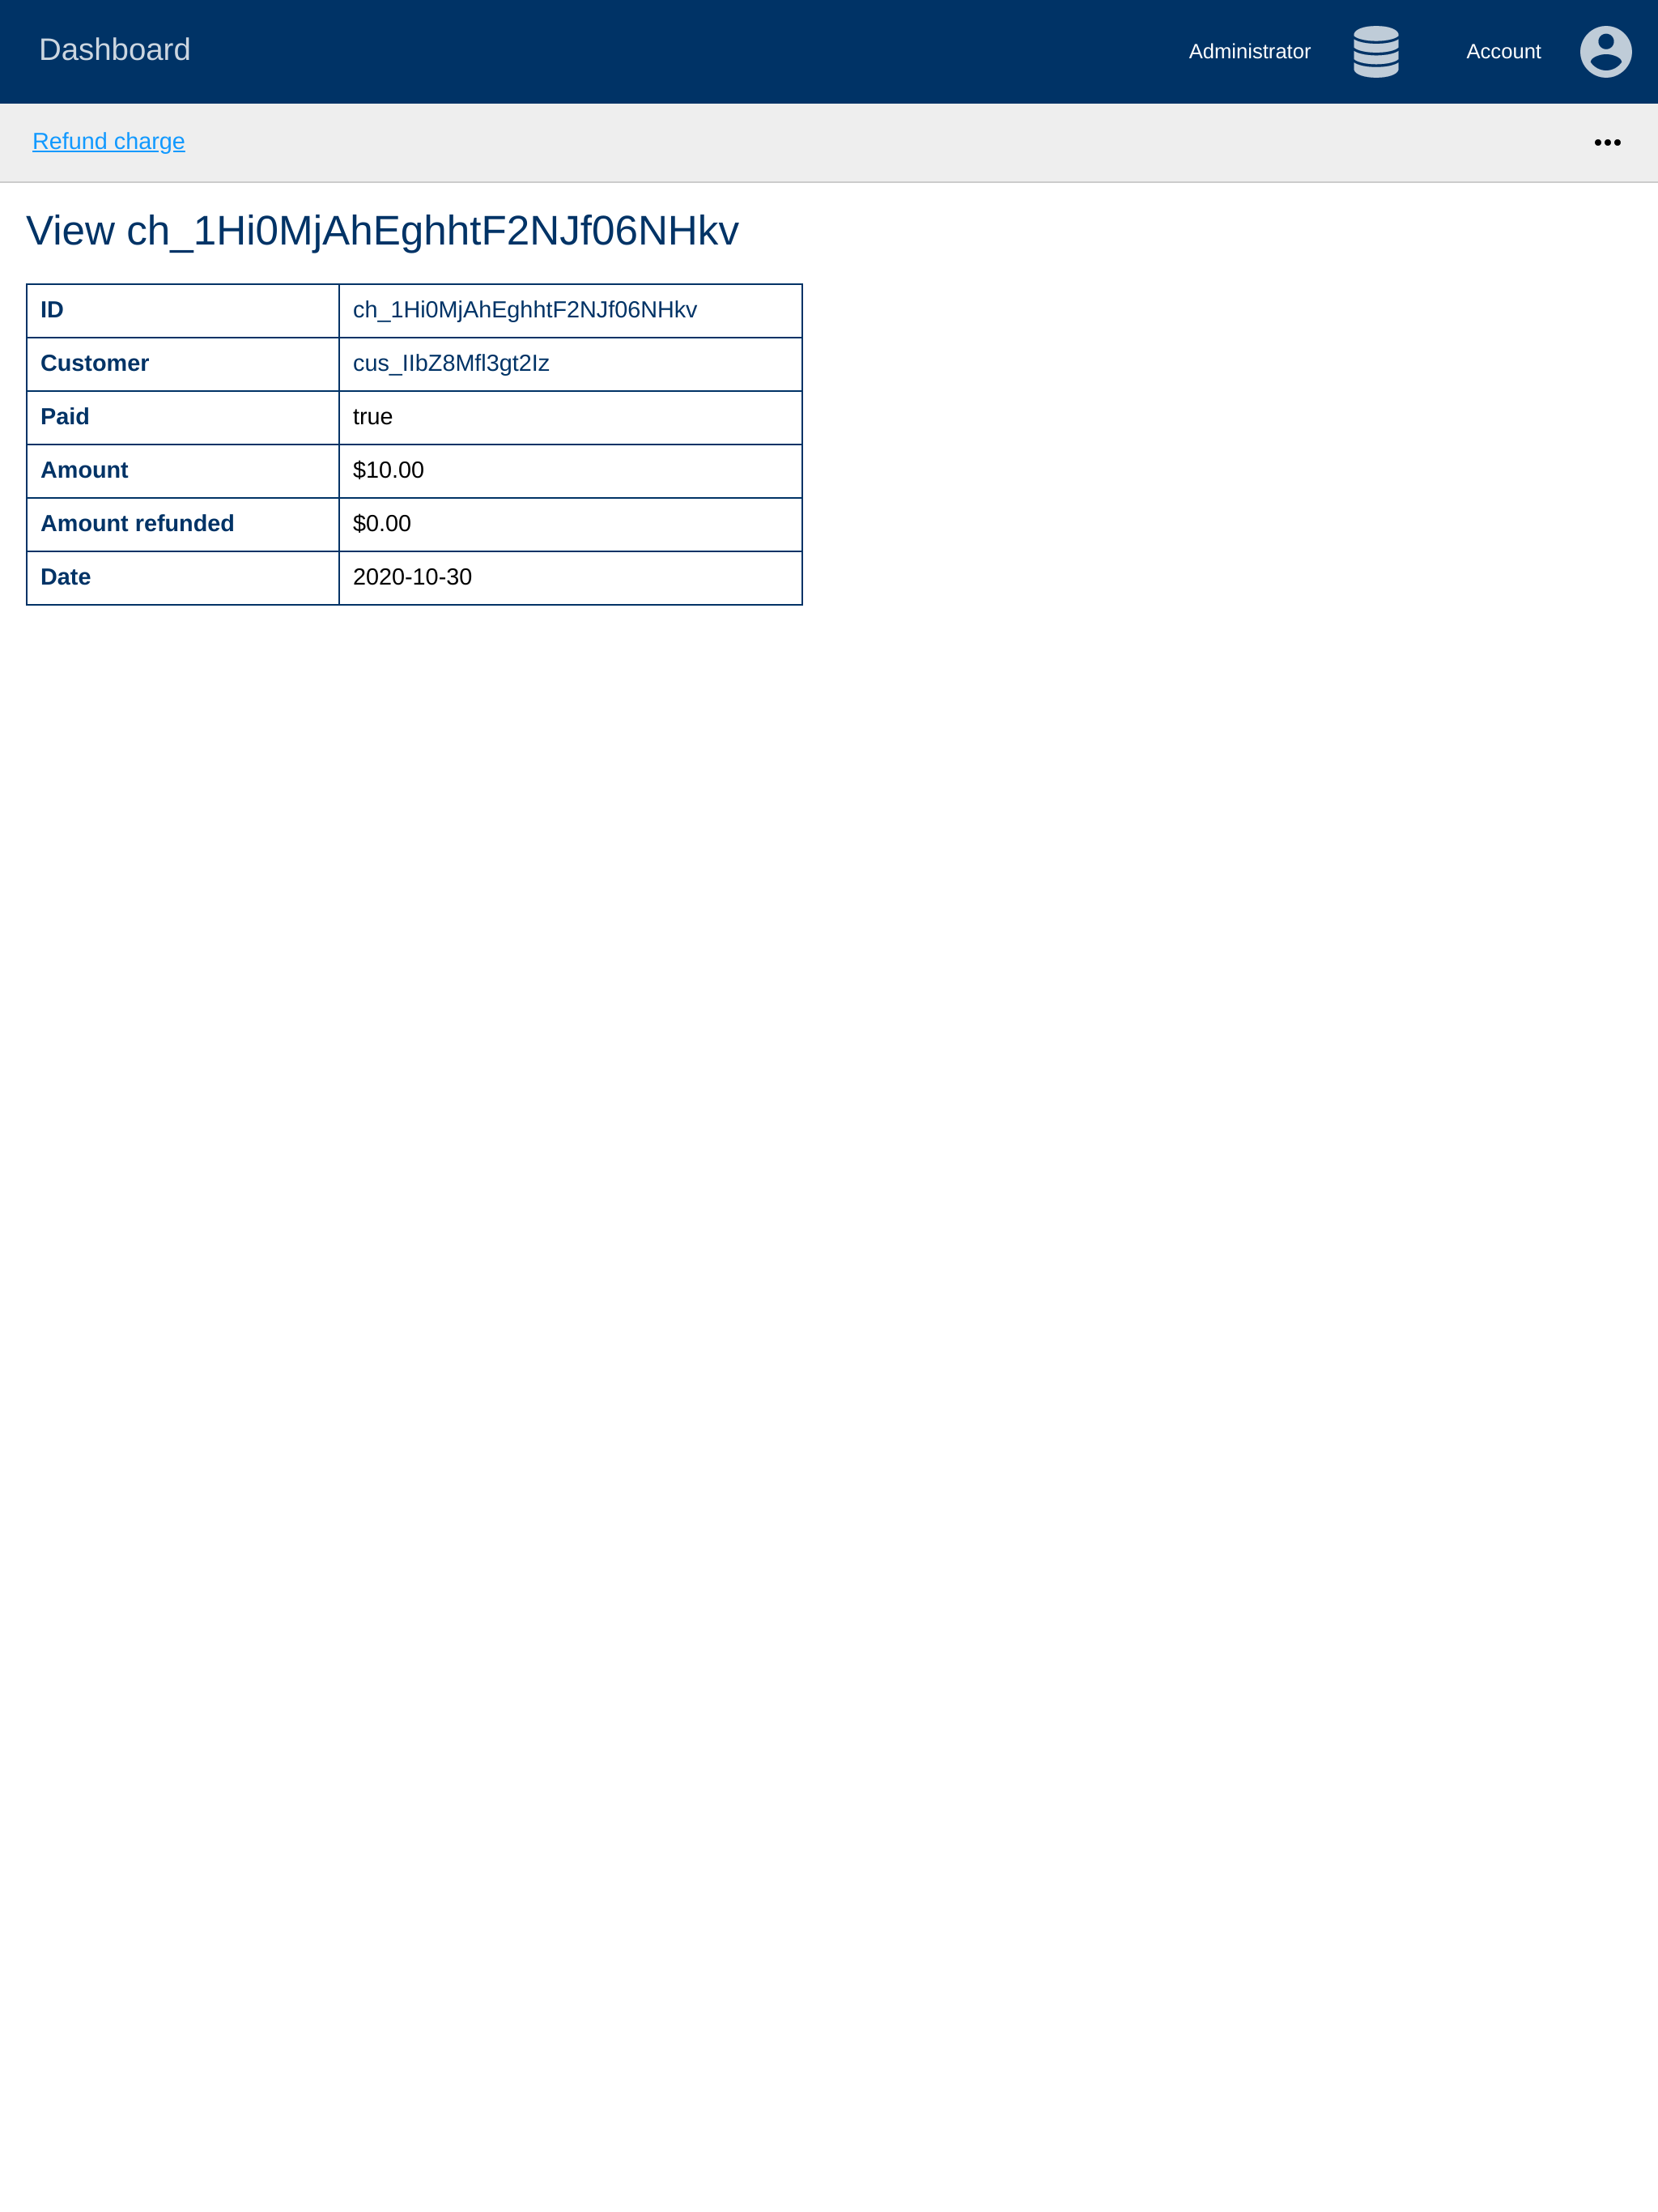 Dashboard
Administrator
Account
Refund charge
View ch_1Hi0MjAhEghhtF2NJf06NHkv
ID ch_1Hi0MjAhEghhtF2NJf06NHkv
Customer cus_IIbZ8Mfl3gt2Iz
Paid true
Amount $10.00
Amount refunded $0.00
Date 2020-10-30